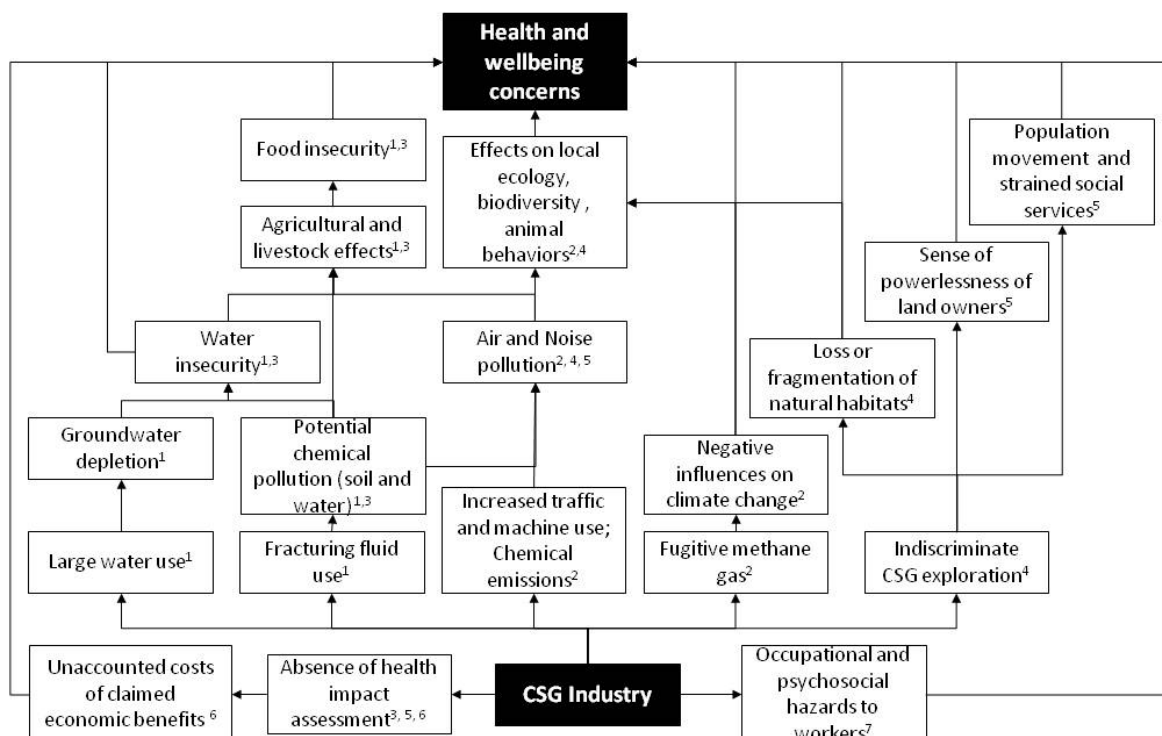 Health and
wellbeing
concerns
Food insecurity1,3
Effects on local
ecology,
biodiversity ,
animal
behaviors2,4
Population
movement and
strained social
services5
Agricultural and
livestock effects1,3
Sense of
powerlessness of
land owners5
Water
insecurity1,3
Air and Noise
pollution2, 4, 5
Loss or
fragmentation of
natural habitats4
Groundwater
depletion1
Potential
chemical
pollution (soil and
water)1,3
Negative
influences on
climate change2
Increased traffic
and machine use;
Chemical
emissions2
Large water use1
Fracturing fluid
use1
Fugitive methane
gas2
Indiscriminate
CSG exploration4
Unaccounted costs
of claimed
economic benefits 6
Absence of health
impact
assessment3, 5, 6
CSG Industry
Occupational and
psychosocial
hazards to
workers7